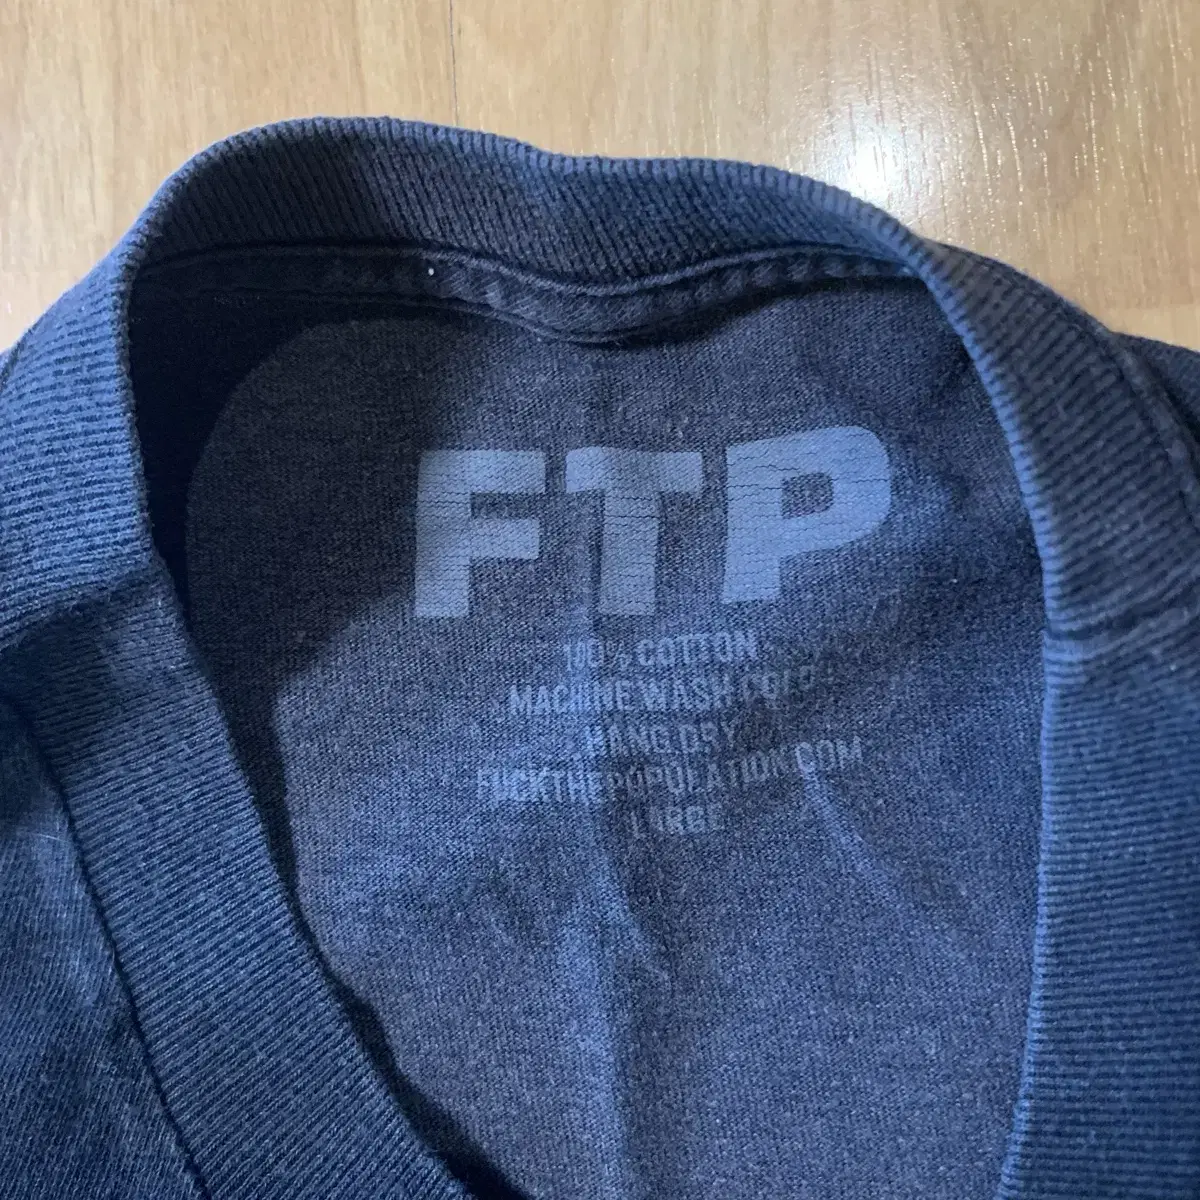 FTP
100% COTTON
MACHINE WASH COLD
HANG DRY
FUCKTHEPOPULATION.COM
LARGE